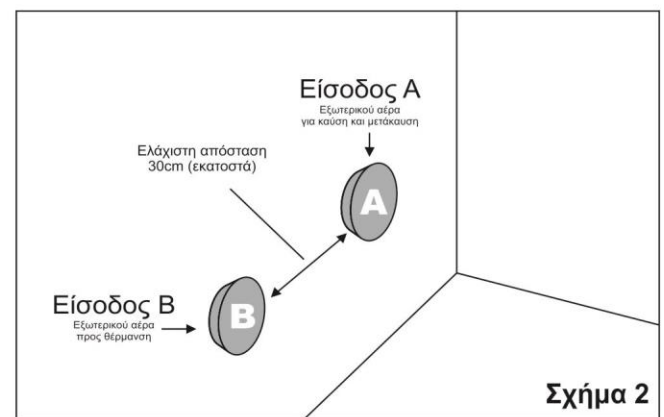 Είσοδος Α
Εξωτερικού αέρα
για καύση και μετάκαυση
Ελάχιστη απόσταση
30cm (εκατοστά)
A
Είσοδος Β
Εξωτερικού αέρα
προς θέρμανση
B
Σχήμα 2